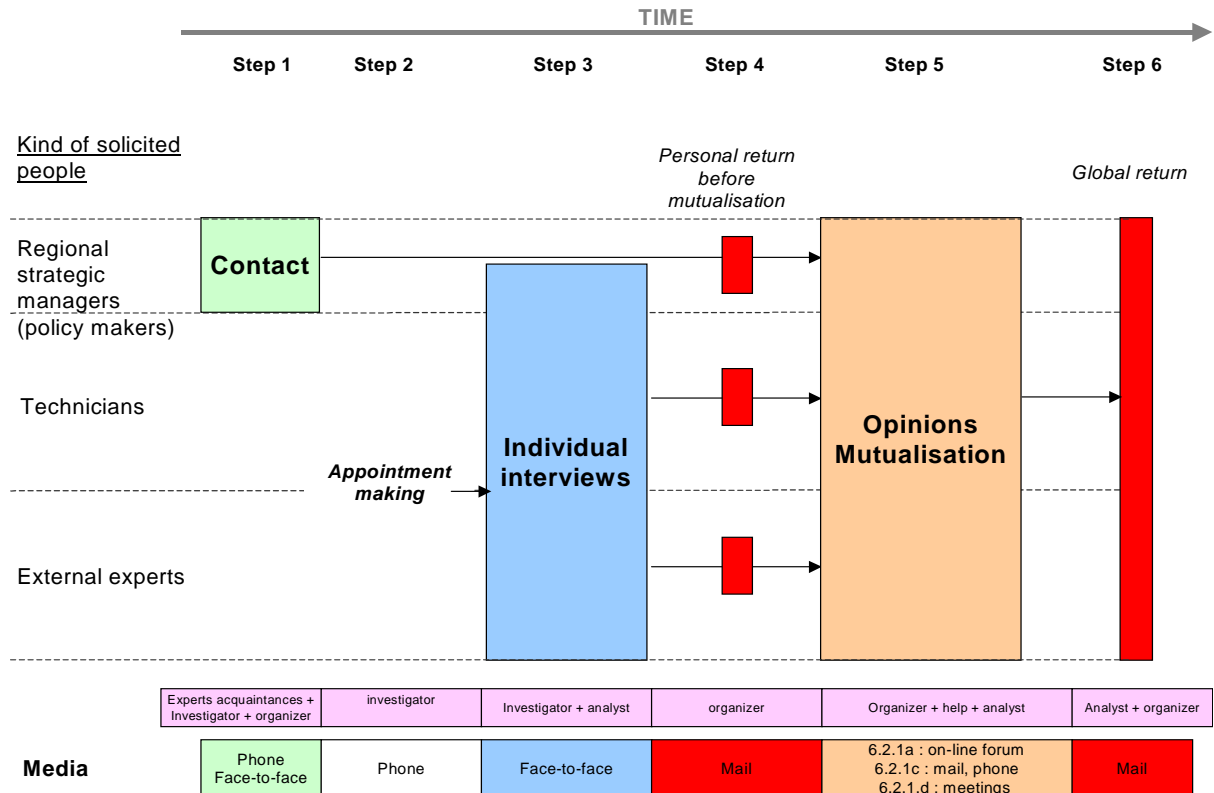 TIME
Step 1
Step 2
Step 3
Step 4
Step 5
Step 6
Kind of solicited
people
Personal return
before
mutualisation
Global return
Regional
strategic
managers
(policy makers)
Contact
Technicians
Individual
interviews
Opinions
Mutualisation
Appointment
making
External experts
Experts acquaintances +
Investigator + organizer
investigator
Investigator + analyst
organizer
Organizer + help + analyst
Analyst + organizer
Media
Phone
Face-to-face
Phone
Face-to-face
Mail
6.2.1a : on-line forum
6.2.1c : mail, phone
6.2.1.d : meetings
Mail